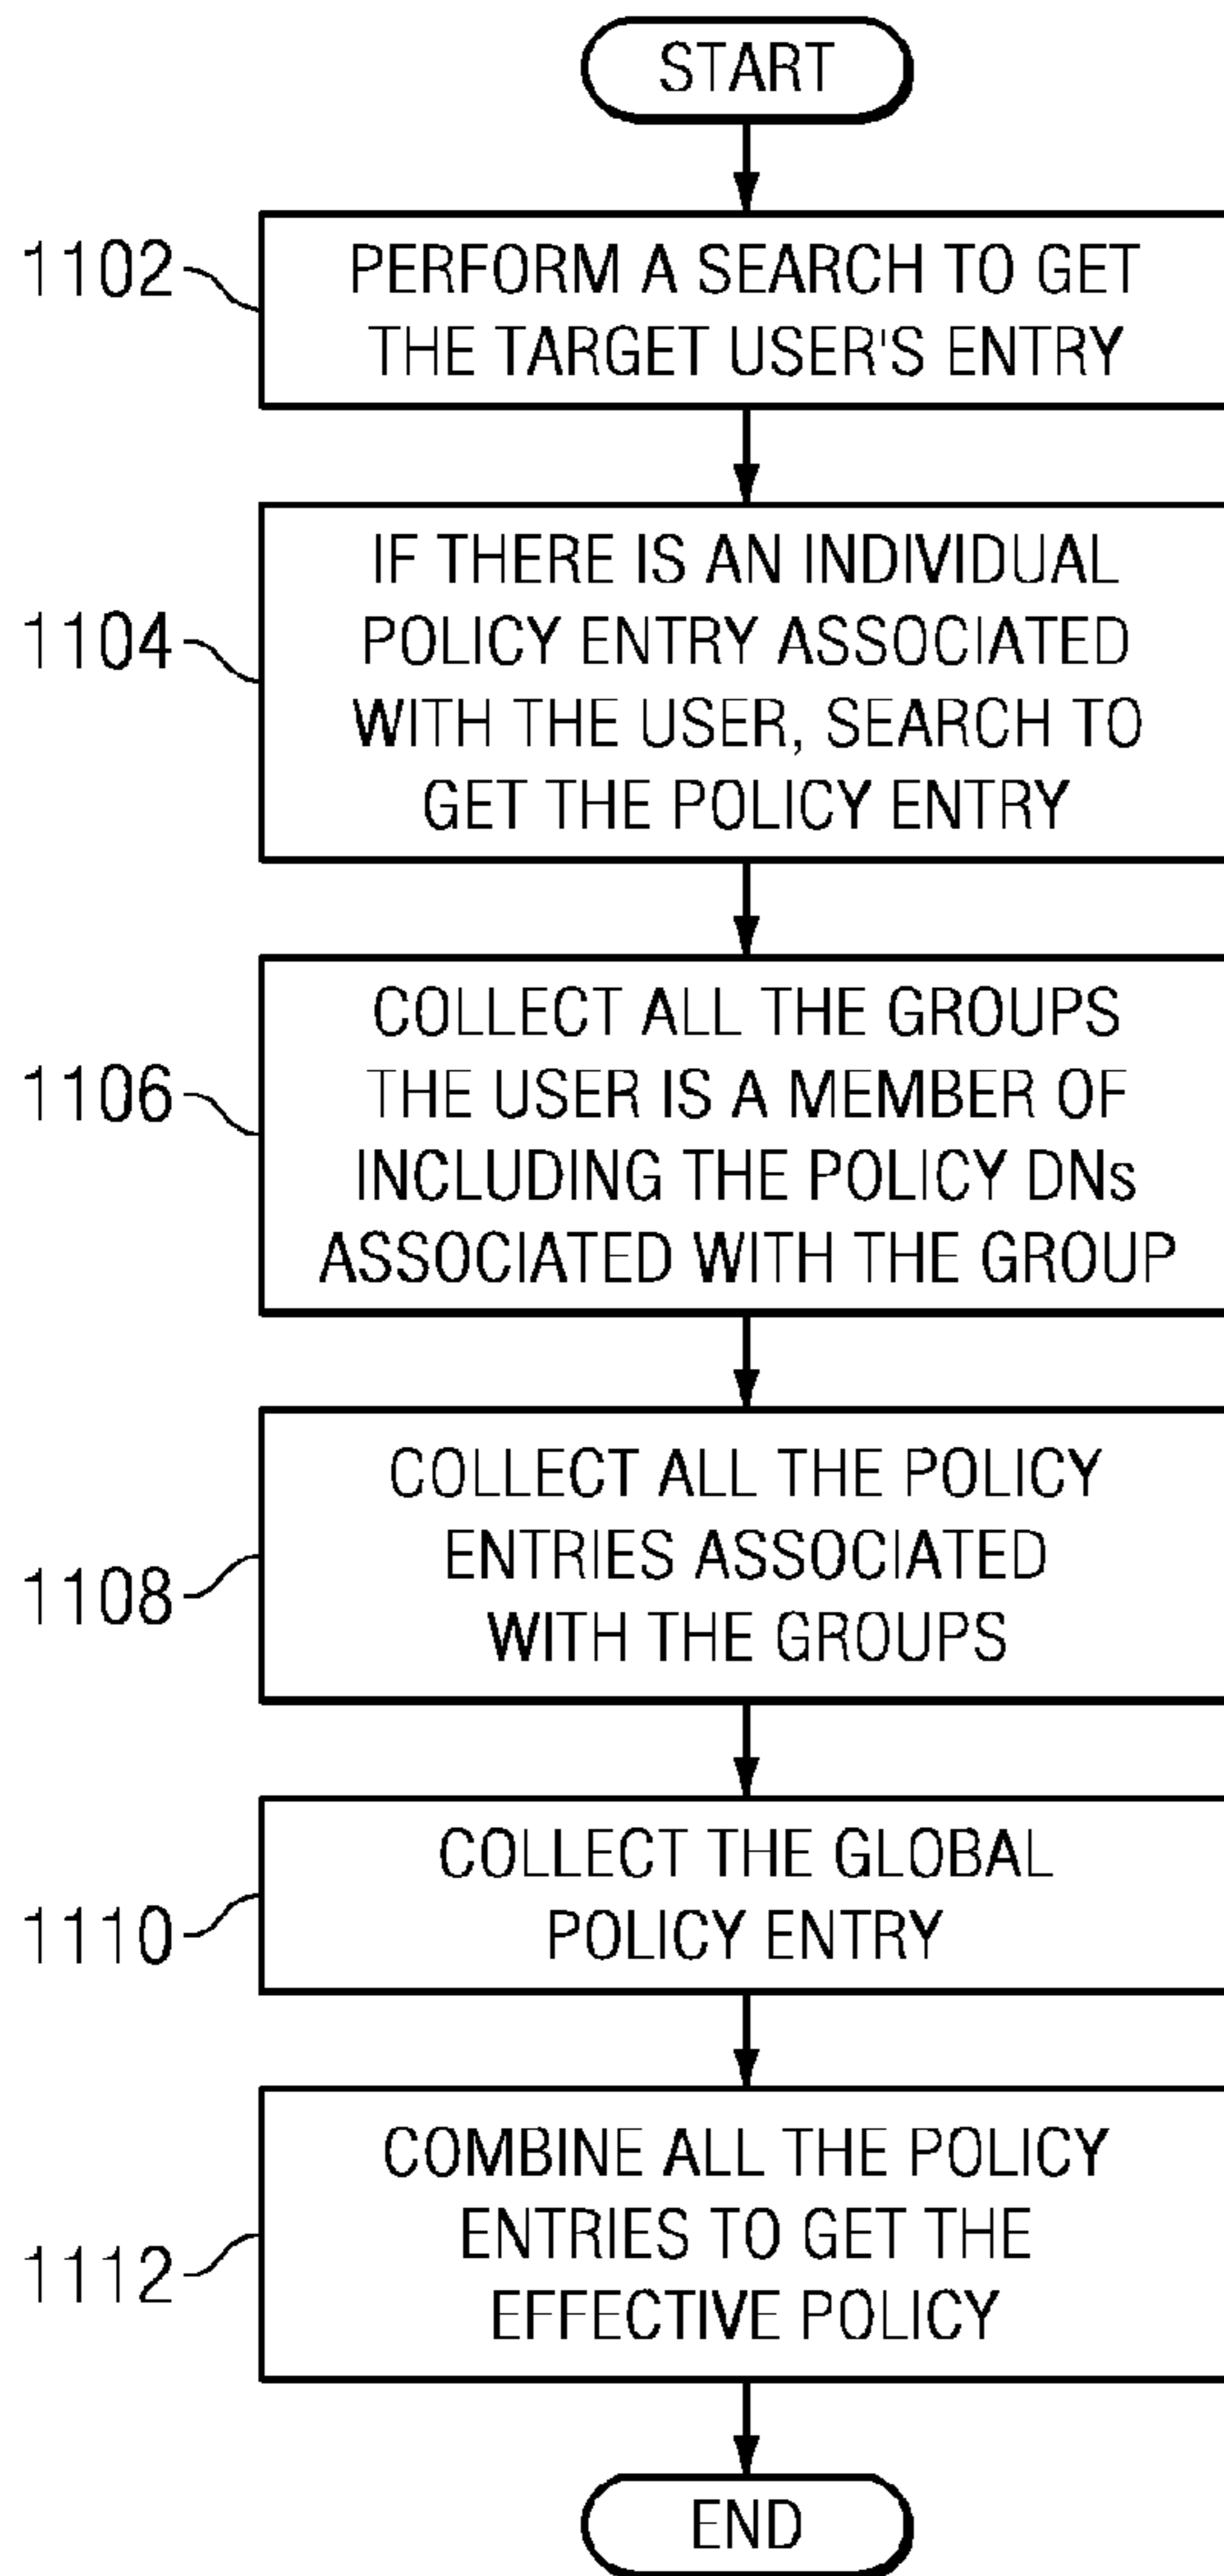 START
1102
PERFORM A SEARCH TO GET
THE TARGET USER'S ENTRY
1104
IF THERE IS AN INDIVIDUAL
POLICY ENTRY ASSOCIATED
WITH THE USER, SEARCH TO
GET THE POLICY ENTRY
1106
COLLECT ALL THE GROUPS
THE USER IS A MEMBER OF
INCLUDING THE POLICY DNs
ASSOCIATED WITH THE GROUP
1108
COLLECT ALL THE POLICY
ENTRIES ASSOCIATED
WITH THE GROUPS
1110
COLLECT THE GLOBAL
POLICY ENTRY
1112
COMBINE ALL THE POLICY
ENTRIES TO GET THE
EFFECTIVE POLICY
END